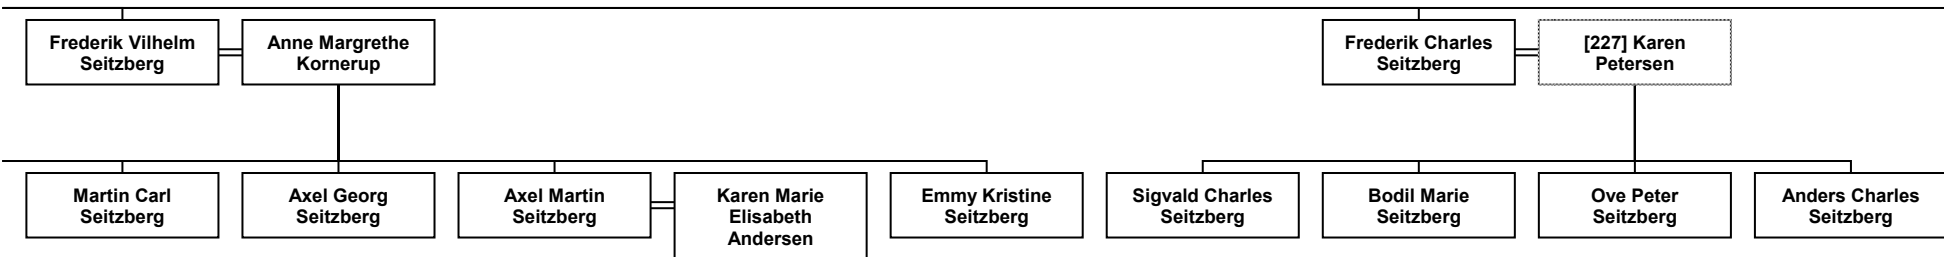 Frederik Vilhelm
Seitzberg
Anne Margrethe
Kornerup
Frederik Charles
Seitzberg
[227] Karen
Petersen
Martin Carl
Seitzberg
Axel Georg
Seitzberg
Axel Martin
Seitzberg
Karen Marie
Elisabeth
Andersen
Emmy Kristine
Seitzberg
Sigvald Charles
Seitzberg
Bodil Marie
Seitzberg
Ove Peter
Seitzberg
Anders Charles
Seitzberg